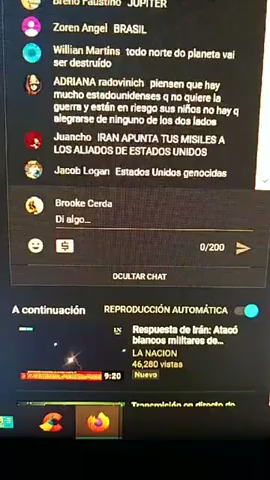 Breno Faustino JÚPITER
Zoren Angel BRASIL
Willian Martins todo norte do planeta vai
ser destruído
ADRIANA radovinich piensen que hay
mucho estadounidenses q no quiere la
guerra y están en riesgo sus niños no hay q
alegrarse de ninguno de los dos lados
Juancho IRAN APUNTA TUS MISILES A
LOS ALIADOS DE ESTADOS UNIDOS
Jacob Logan Estados Unidos genocidas
Brooke Cerda
Di algo...
0/200
OCULTAR CHAT
A continuación REPRODUCCIÓN AUTOMÁTICA
Respuesta de Irán: Atacó
blancos militares de...
LA NACION
46,280 vistas
Nuevo
9:20
Transmisión en directo de